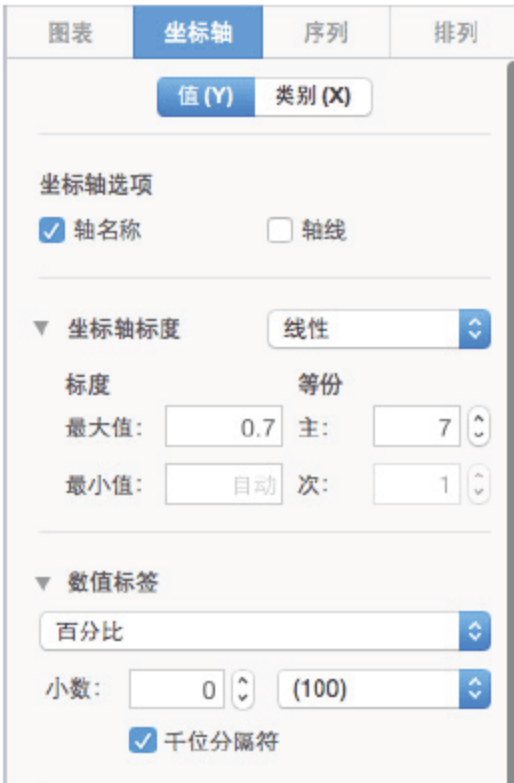 图表 坐标轴 序列 排列
值 (Y) 类别 (X)
坐标轴选项
轴名称 轴线
坐标轴标度 线性
标度 等份
最大值: 0.7 主: 7
最小值: 自动 次: 1
数值标签
百分比
小数: 0 (100)
千位分隔符